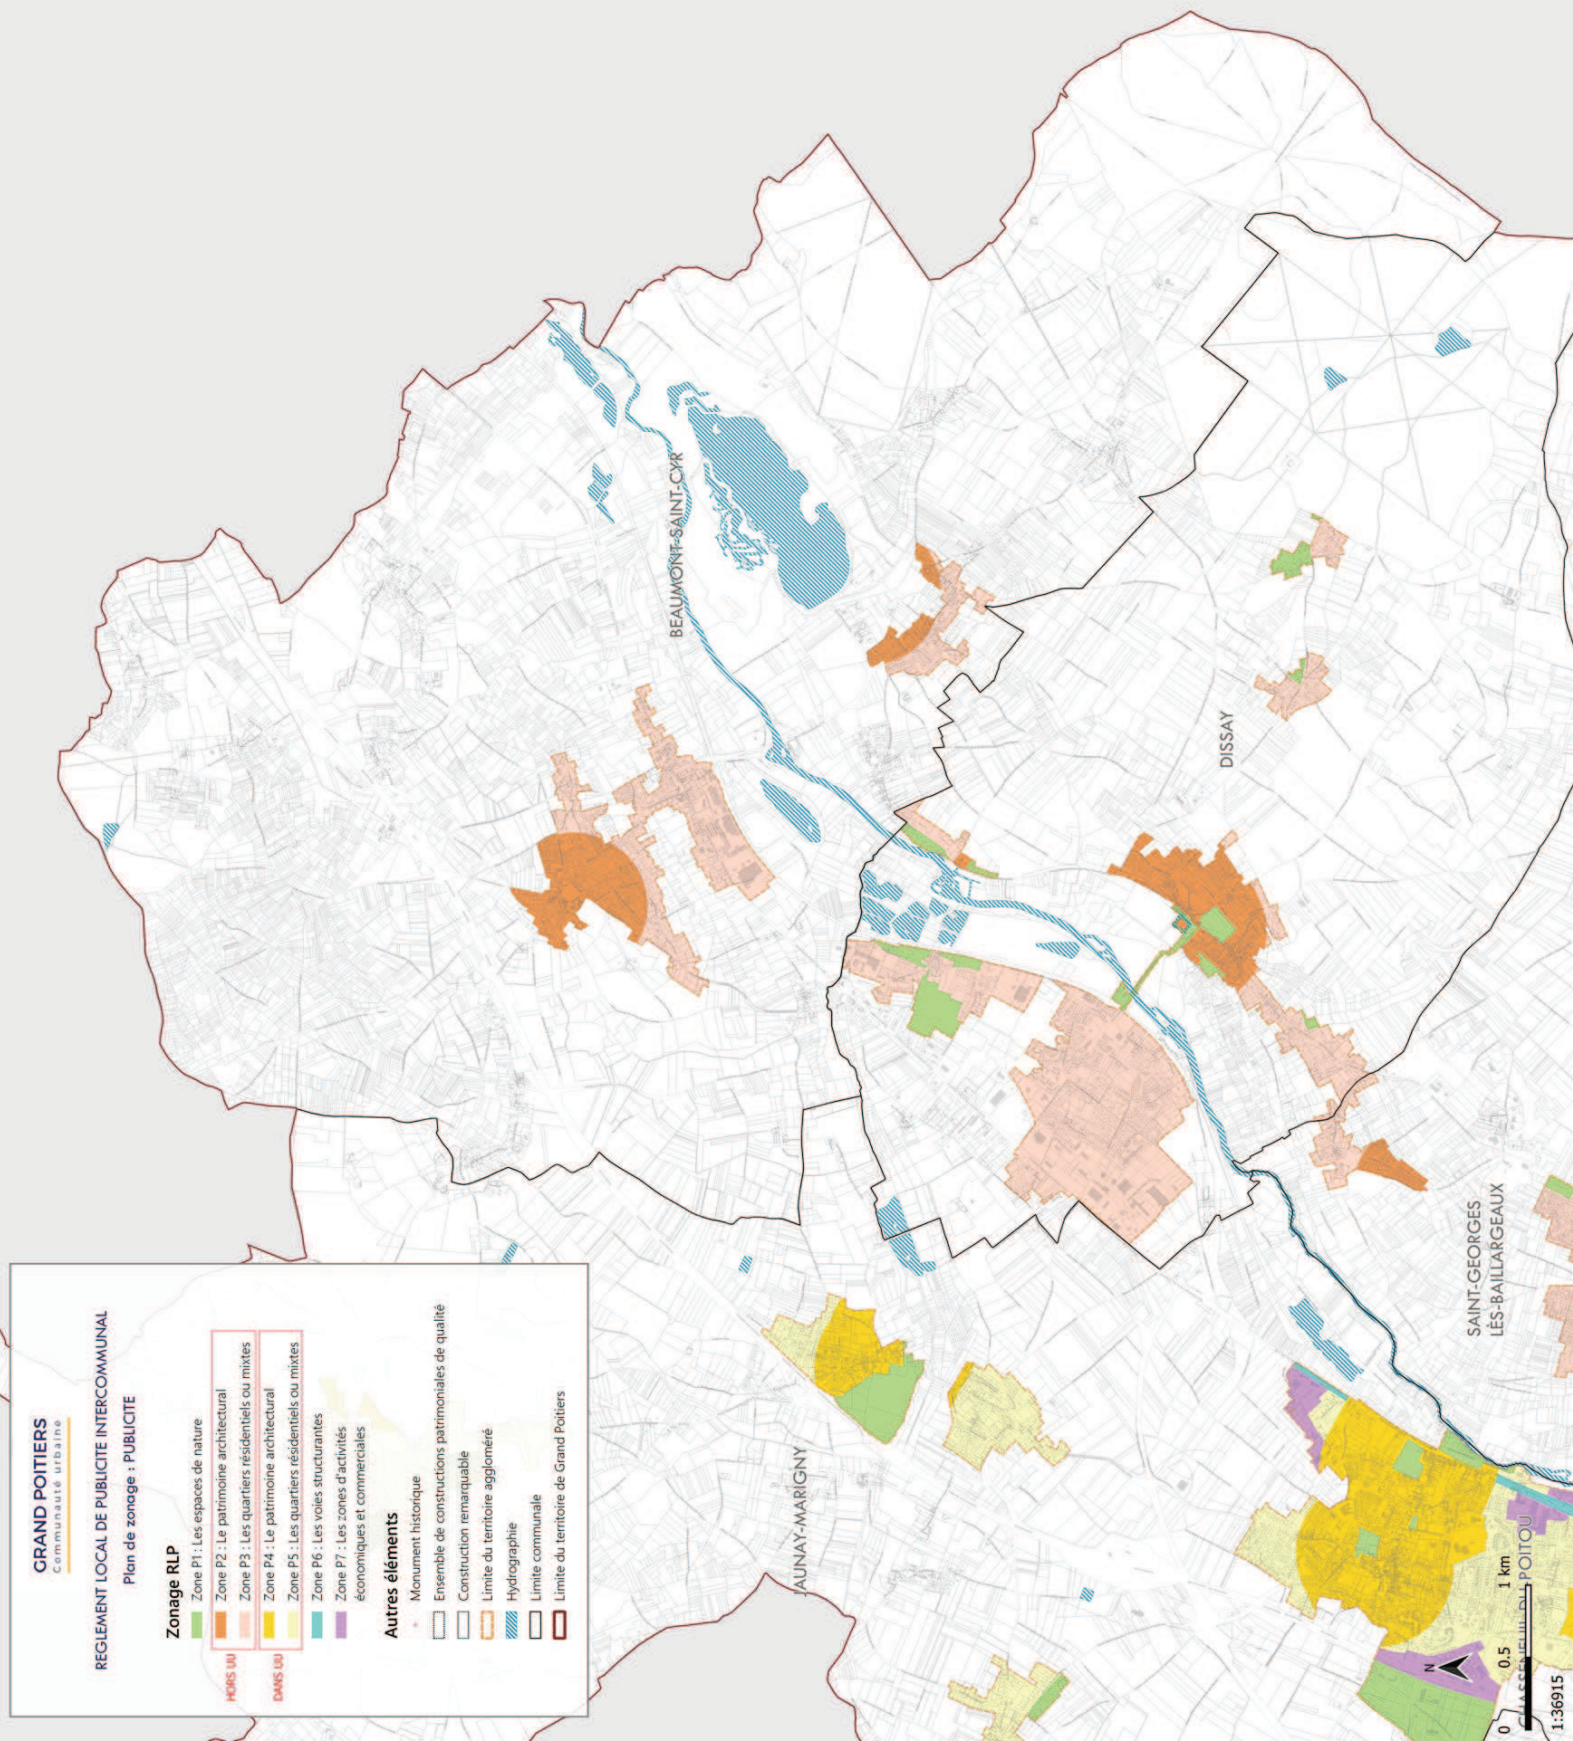 GRAND POITIERS
Communauté urbaine
REGLEMENT LOCAL DE PUBLICITE INTERCOMMUNAL
Plan de zonage : PUBLICITE
Zonage RLP
Zone P1 : Les espaces de nature
HORS UU
Zone P2 : Le patrimoine architectural
Zone P3 : Les quartiers résidentiels ou mixtes
DANS UU
Zone P4 : Le patrimoine architectural
Zone P5 : Les quartiers résidentiels ou mixtes
Zone P6 : Les voies structurantes
Zone P7 : Les zones d'activités
économiques et commerciales
Autres éléments
Monument historique
Ensemble de constructions patrimoniales de qualité
Construction remarquable
Limite du territoire aggloméré
Hydrographie
Limite communale
Limite du territoire de Grand Poitiers
BEAUMONT-SAINT-CYR
DISSAY
JAUNAY-MARIGNY
SAINT-GEORGES
LÈS-BAILLARGEAUX
CHASSENEUIL-DU-POITOU
N
0 0.5 1 km
1:36915